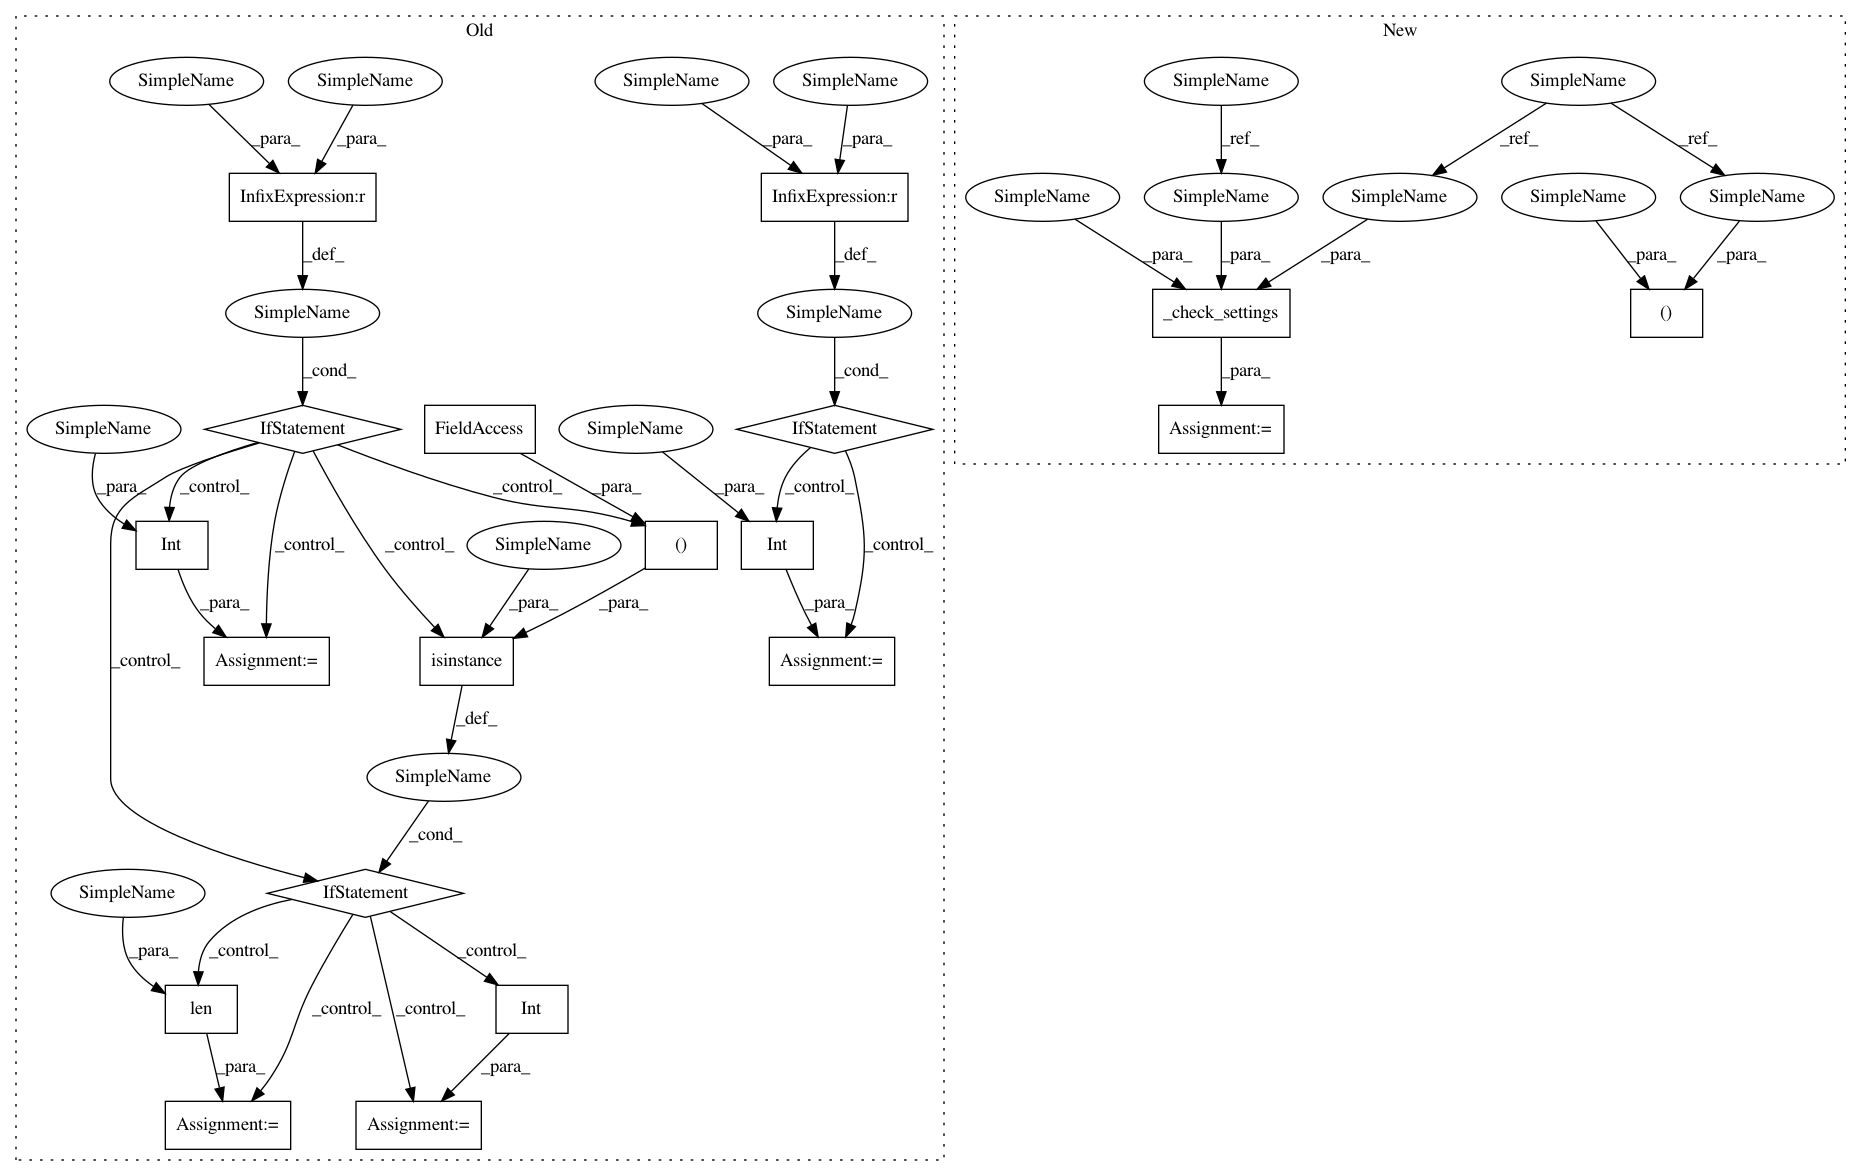 Old
New
SimpleName
SimpleName
SimpleName
SimpleName
SimpleName
SimpleName
_para_
_para_
_para_
_para_
_ref_
_ref_
_ref_
InfixExpression:r
InfixExpression:r
SimpleName
SimpleName
SimpleName
SimpleName
SimpleName
_def_
_def_
_para_
_para_
_para_
_para_
_para_
SimpleName
SimpleName
_check_settings
()
_cond_
_cond_
_para_
SimpleName
IfStatement
FieldAccess
SimpleName
IfStatement
Assignment:=
_para_
_control_
_control_
_para_
_para_
_control_
Int
_control_
_control_
SimpleName
()
Int
_control_
_para_
_para_
_para_
_para_
_control_
Assignment:=
isinstance
Assignment:=
_def_
SimpleName
_cond_
SimpleName
IfStatement
_para_
_control_
_control_
len
_control_
_control_
Int
_para_
_para_
Assignment:=
Assignment:=